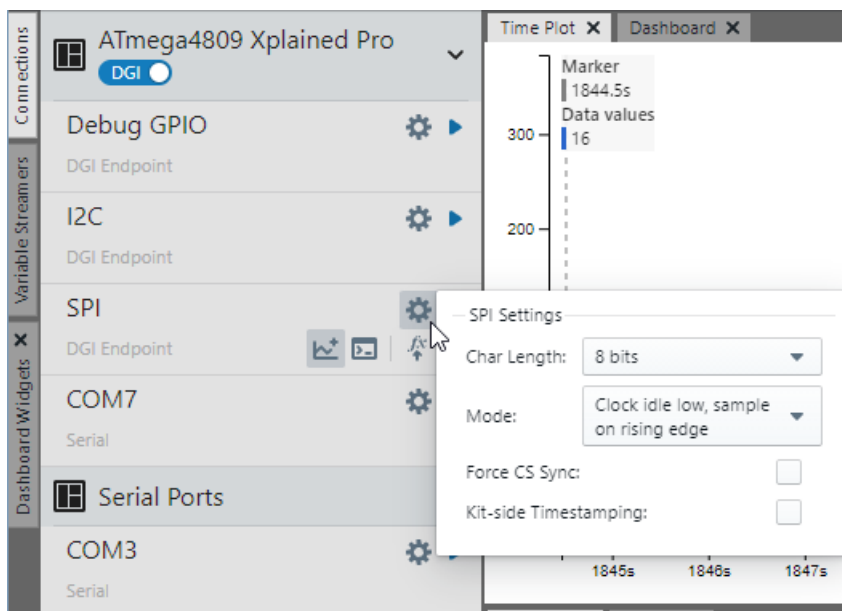 Connections
Variable Streamers
Dashboard Widgets
ATmega4809 Xplained Pro
DGI
Debug GPIO
DGI Endpoint
I2C
DGI Endpoint
SPI
DGI Endpoint
fx
COM7
Serial
Serial Ports
COM3
Serial
Time Plot
Dashboard
Marker
1844.5s
Data values
16
300
200
SPI Settings
Char Length:
8 bits
Mode:
Clock idle low, sample
on rising edge
Force CS Sync:
Kit-side Timestamping:
1845s
1846s
1847s